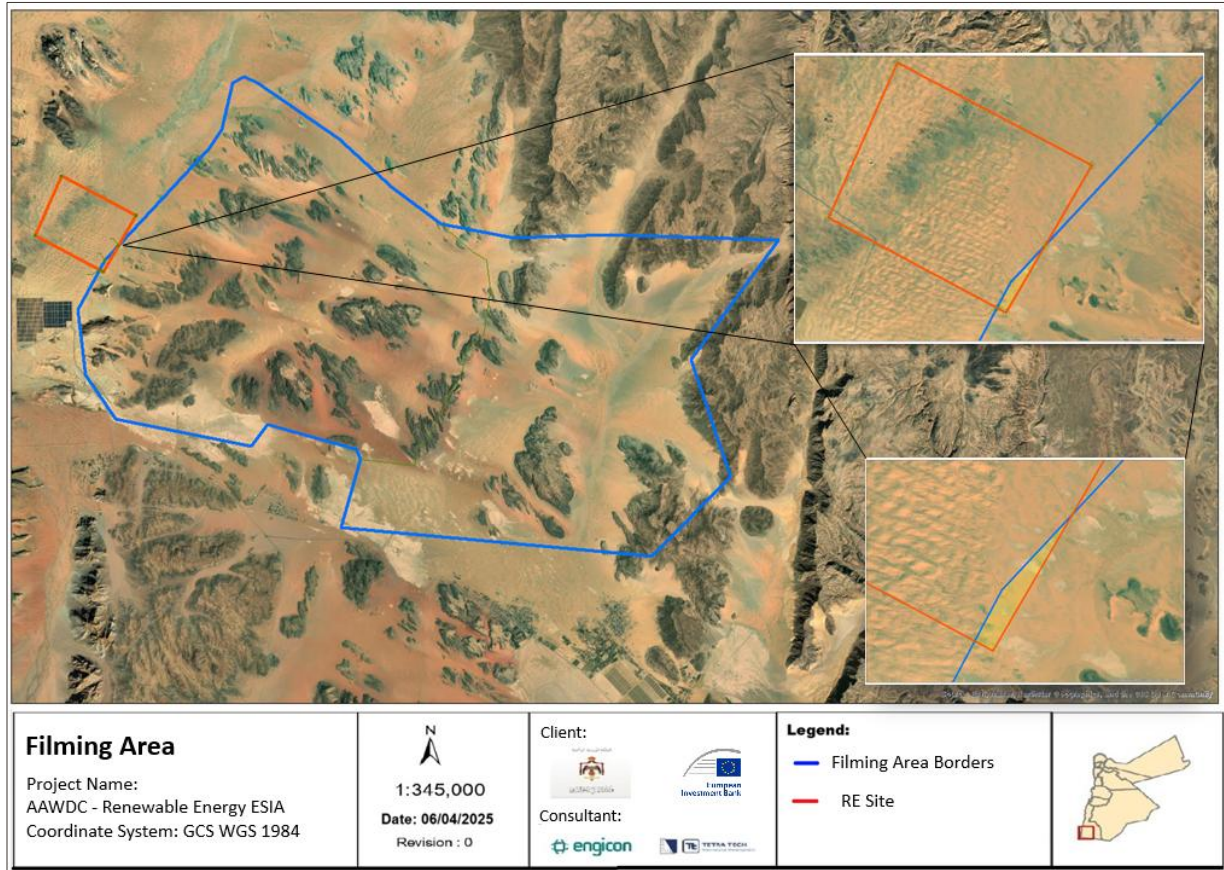 Filming Area
Project Name:
AAWDC - Renewable Energy ESIA
Coordinate System: GCS WGS 1984
N
1:345,000
Date: 06/04/2025
Revision : 0
Client:
European
Investment Bank
Consultant:
engicon
TETRA TECH
Legend:
Filming Area Borders
RE Site